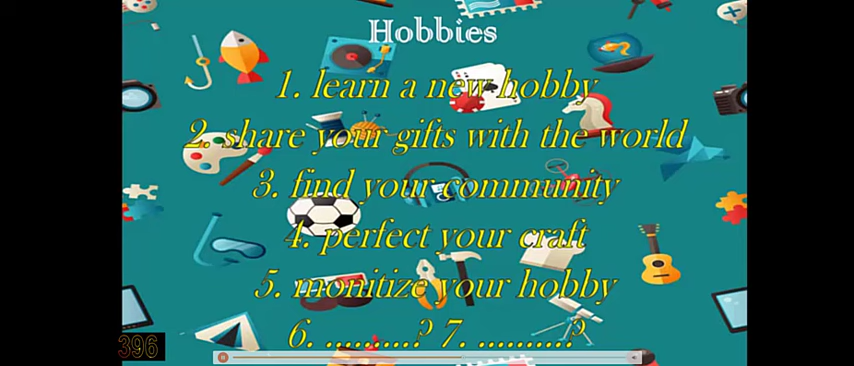 Hobbies
1. learn a new hobby
2. share your gifts with the world
3. find your community
4. perfect your craft
5. monitize your hobby
6. .........? 7. .........?
396